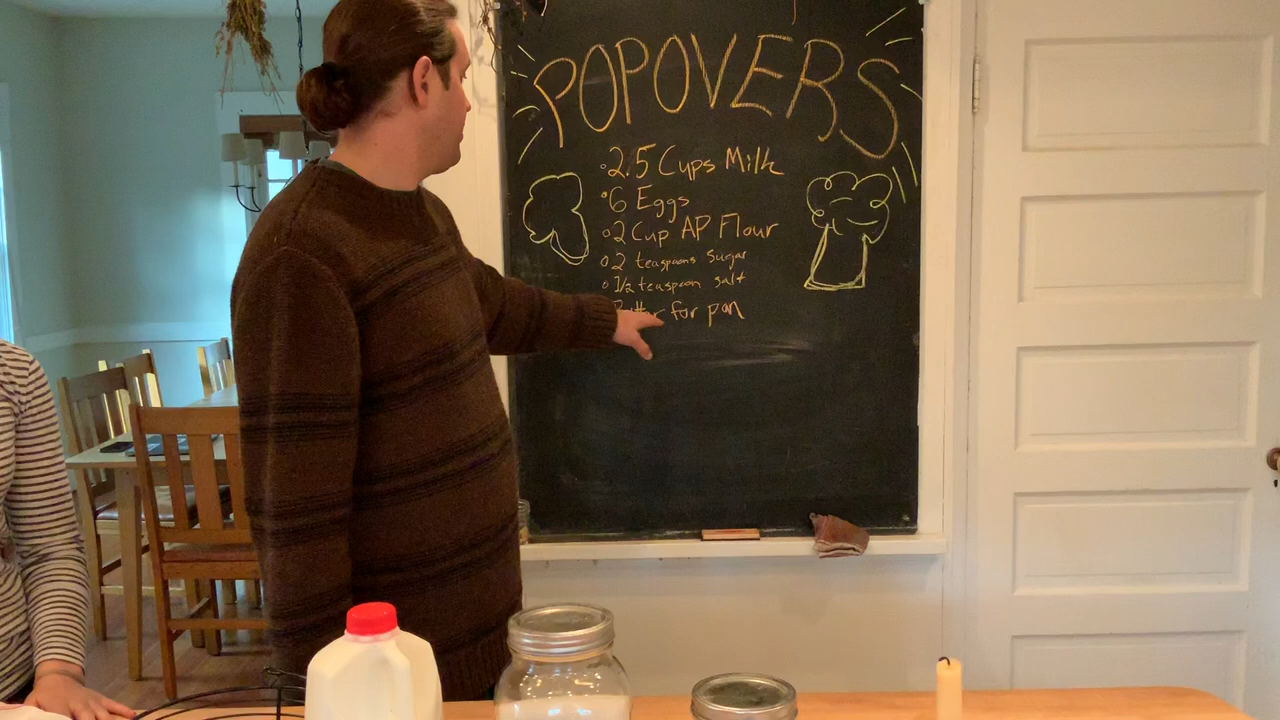 POPOVERS
2.5 Cups Milk
6 Eggs
2 Cup AP Flour
2 teaspoons Sugar
1/2 teaspoon salt
Butter for pan